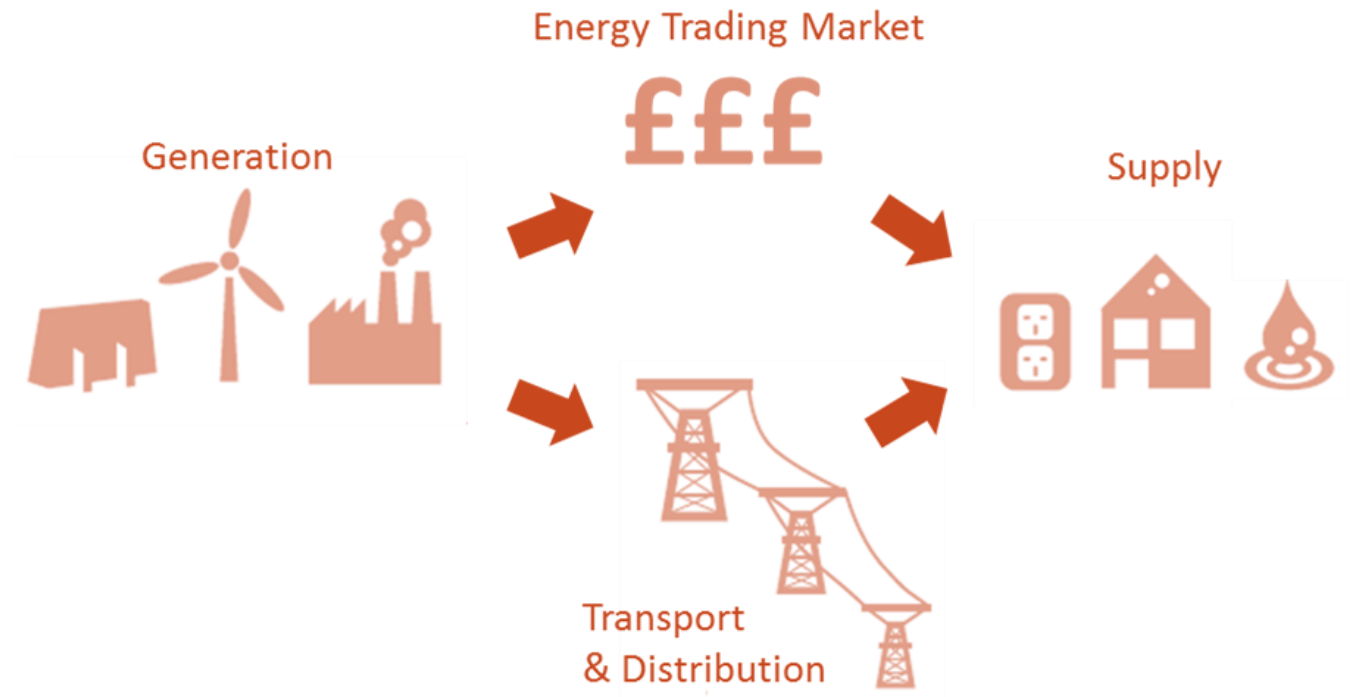 Energy Trading Market
£££
Generation
Supply
Transport
& Distribution